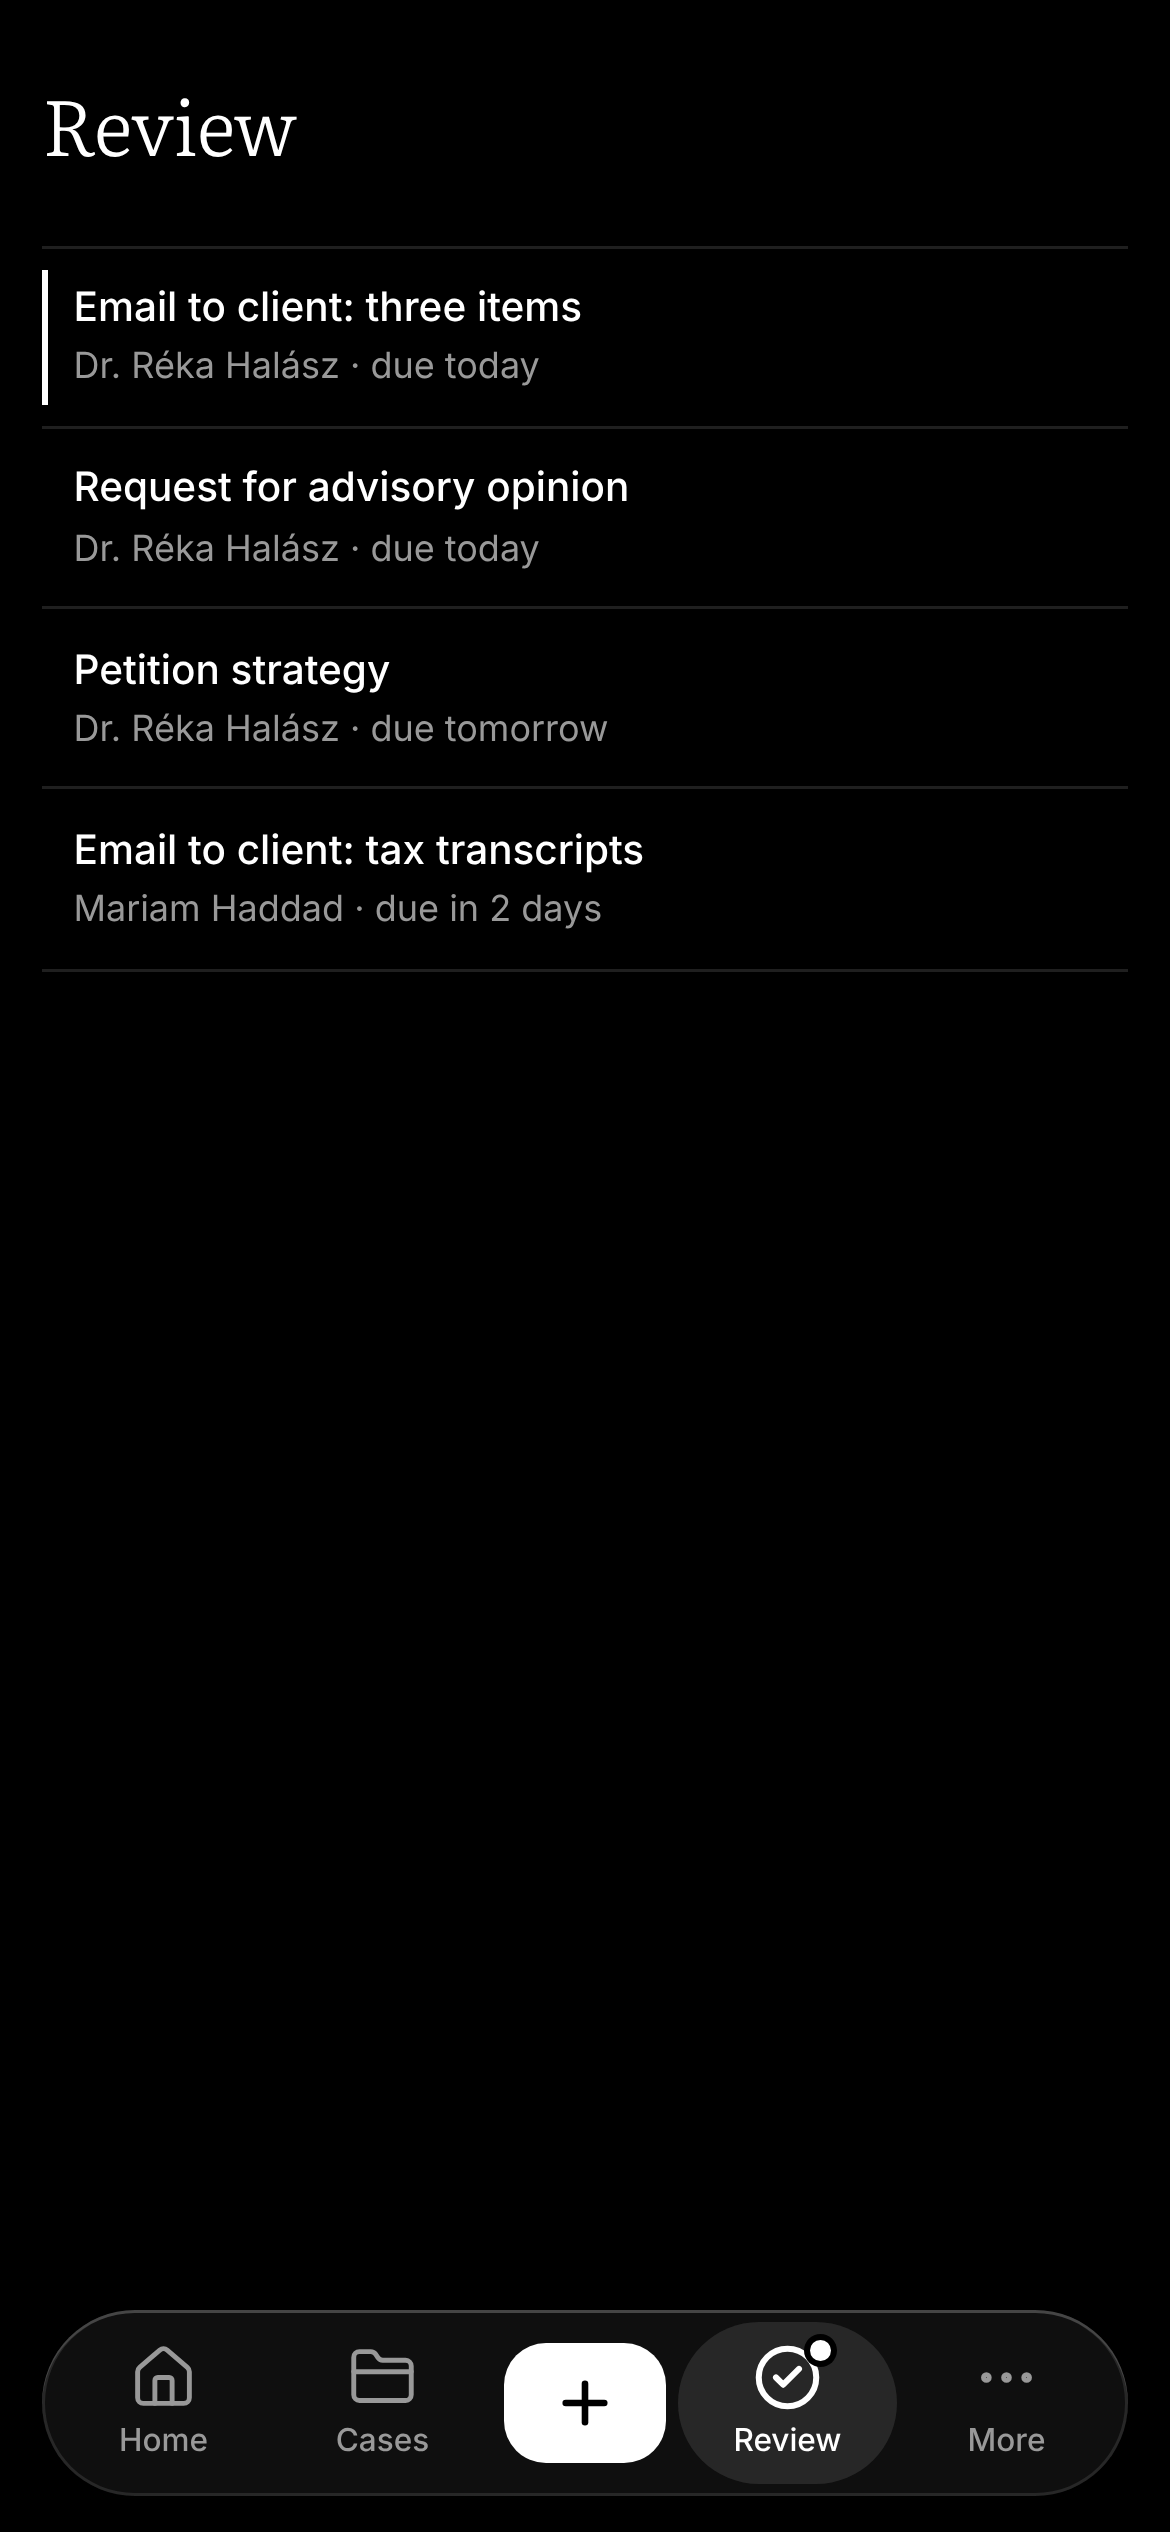 Review
Email to client: three items
Dr. Réka Halász · due today
Request for advisory opinion
Dr. Réka Halász · due today
Petition strategy
Dr. Réka Halász · due tomorrow
Email to client: tax transcripts
Mariam Haddad · due in 2 days
Home
Cases
Review
More